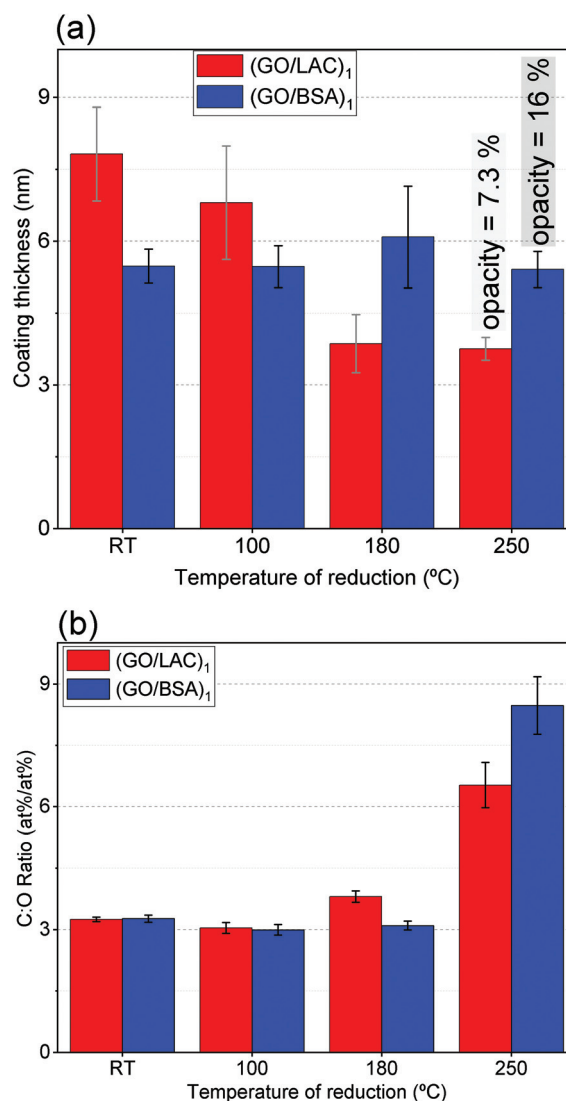 (a)
(GO/LAC)₁
(GO/BSA)₁
opacity = 7.3 %
opacity = 16 %
Coating thickness (nm)
9
6
3
0
RT 100 180 250
Temperature of reduction (ºC)
(b)
(GO/LAC)₁
(GO/BSA)₁
C:O Ratio (at%/at%)
9
6
3
0
RT 100 180 250
Temperature of reduction (ºC)